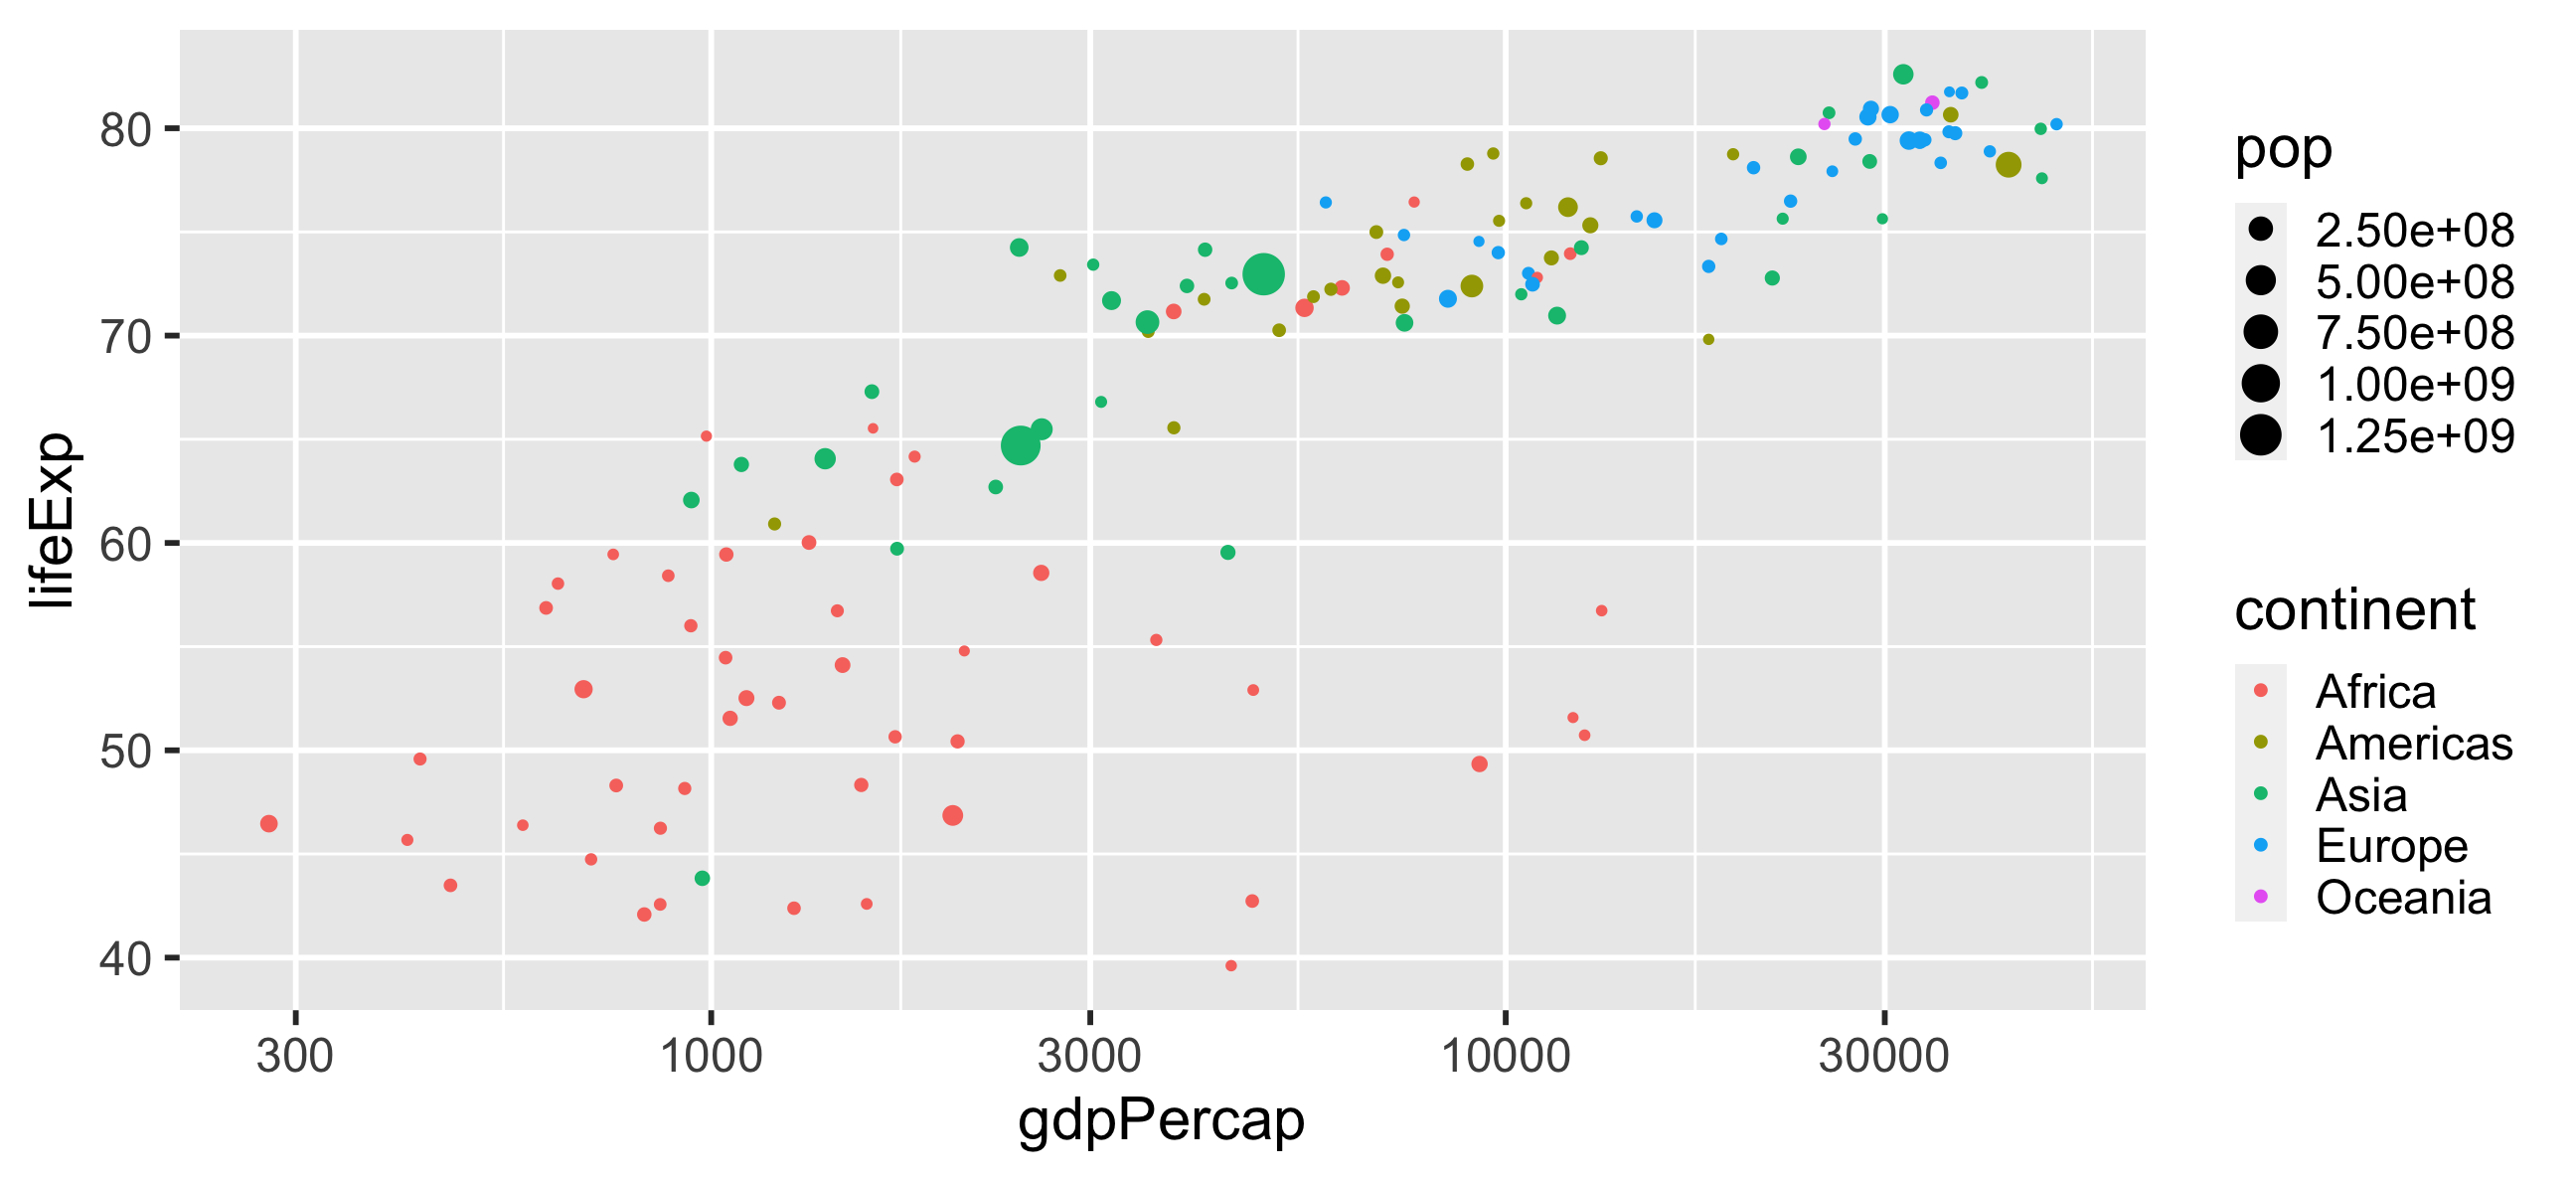 80
70
60
50
40
lifeExp
300
1000
3000
10000
30000
gdpPercap
pop
2.50e+08
5.00e+08
7.50e+08
1.00e+09
1.25e+09
continent
Africa
Americas
Asia
Europe
Oceania